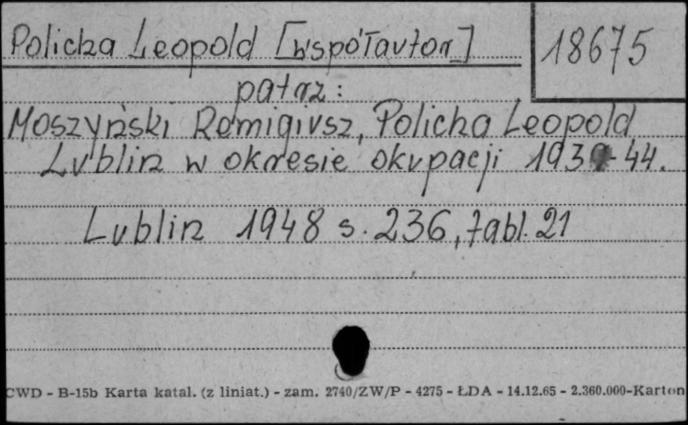 Policha Leopold [współautor]
18675
patrz:
Moszyński Remigiusz, Policha Leopold
Lublin w okresie okupacji 1939-44.
Lublin 1948 s. 236, tabl. 21
CWD - B-15b Karta katal. (z liniat.) - zam. 2740/ZW/P - 4275 - ŁDA - 14.12.65 - 2.360.000-Karton